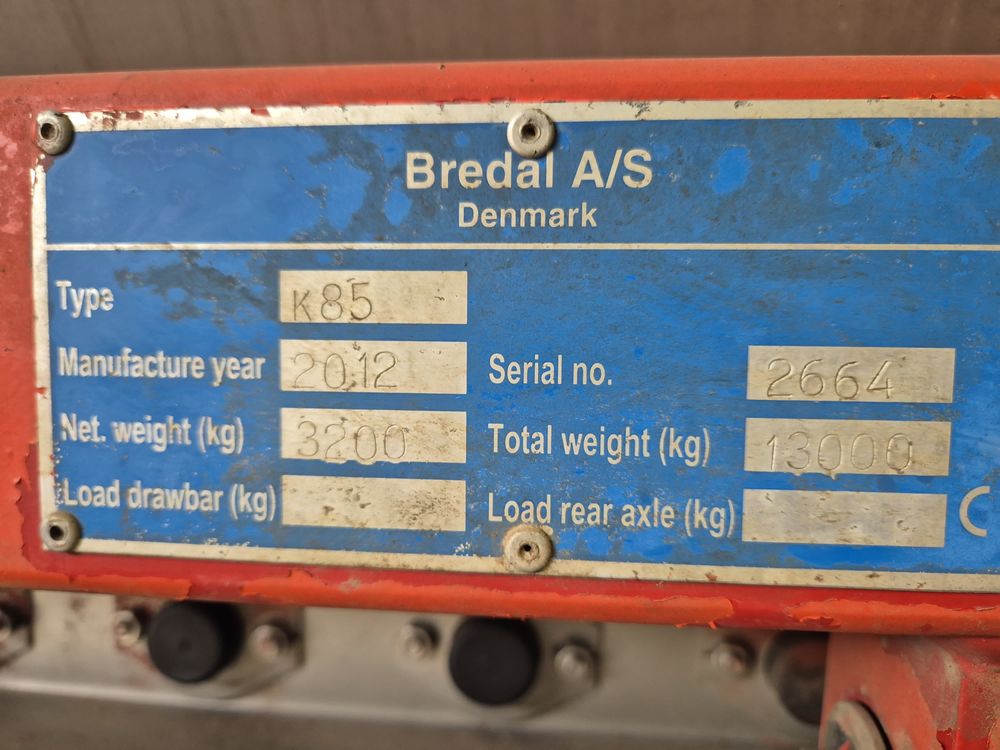 Bredal A/S
Denmark
Type K85
Manufacture year 2012 Serial no. 2664
Net. weight (kg) 3200 Total weight (kg) 13000
Load drawbar (kg) Load rear axle (kg)